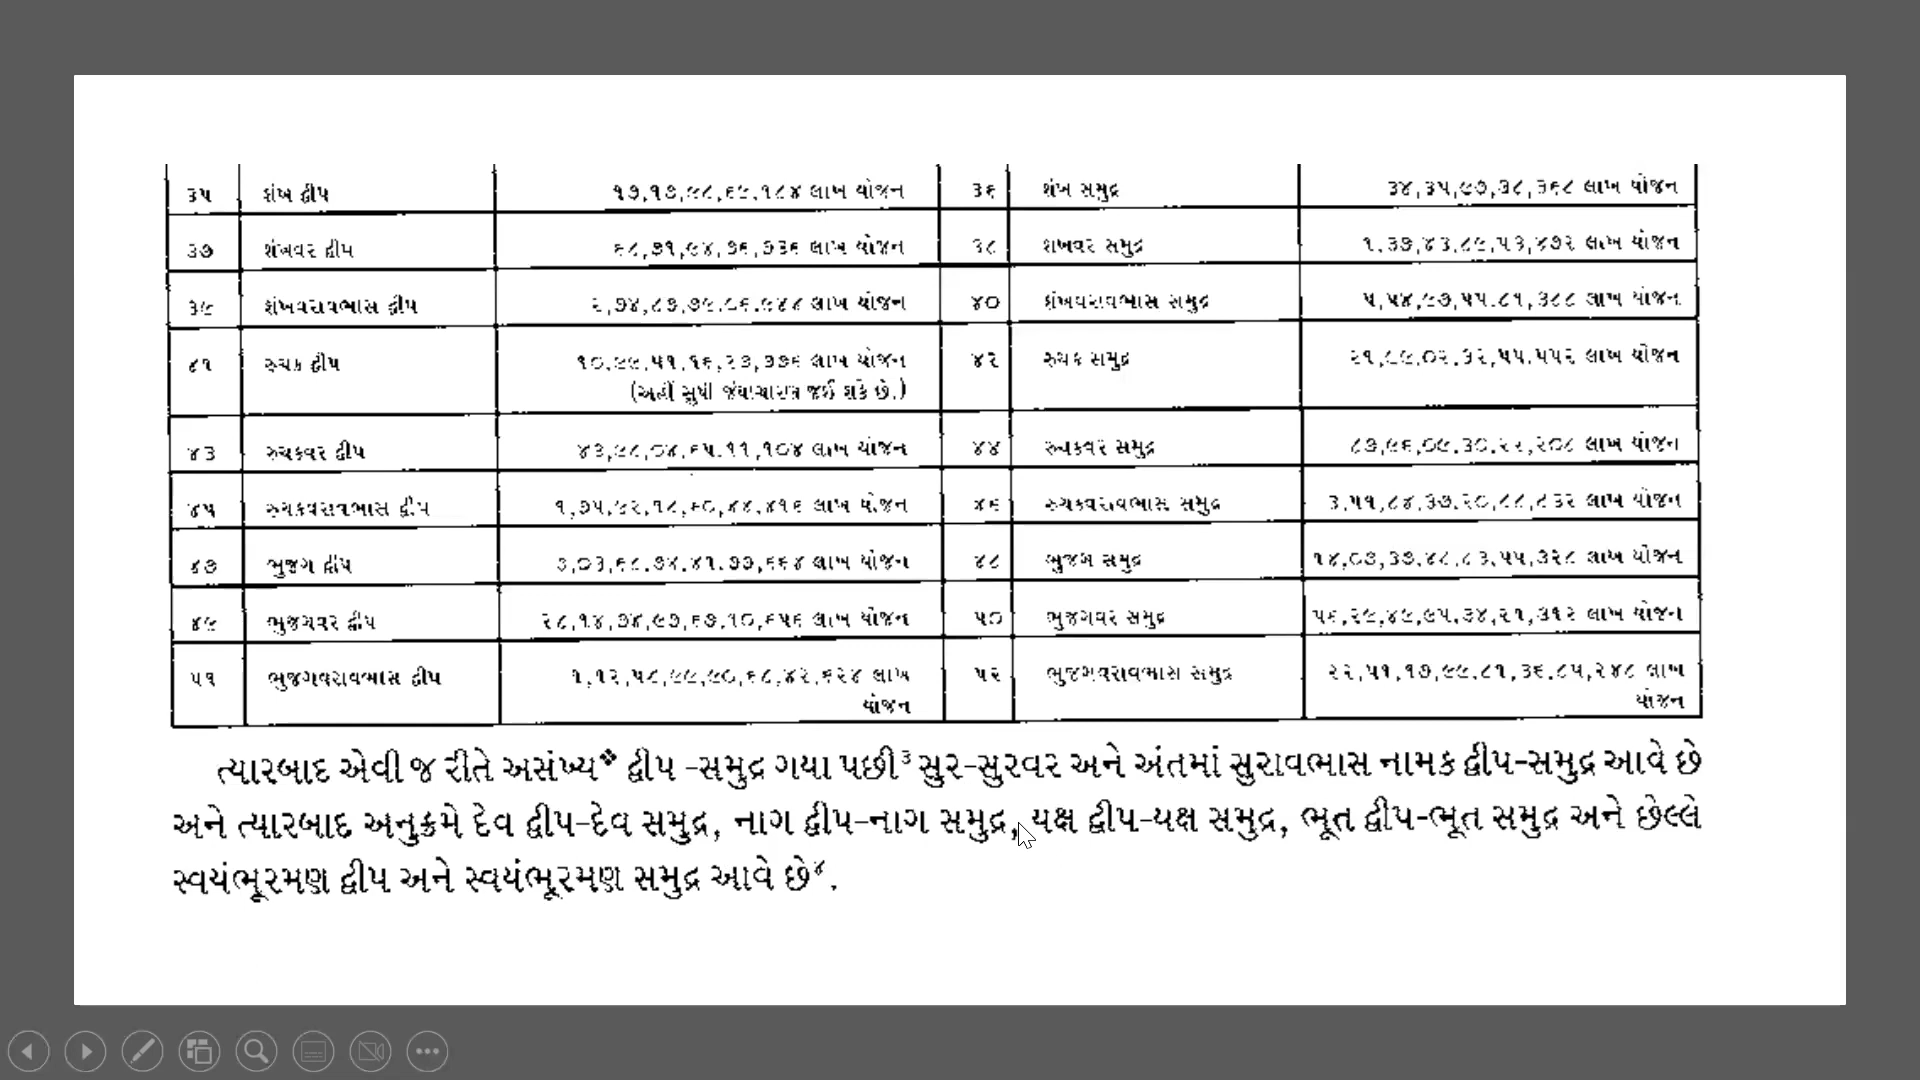 ૩૫ શંખ દ્વીપ ૧૭,૧૭,૯૮,૬૯,૧૮૪ લાખ યોજન ૩૬ શંખ સમુદ્ર ૩૪,૩૫,૯૭,૩૮,૩૬૮ લાખ યોજન
૩૭ શંખવર દ્વીપ ૬૮,૭૧,૯૪,૭૬,૭૩૬ લાખ યોજન ૩૮ શંખવર સમુદ્ર ૧.૩૭,૪૩,૮૯,૫૩,૪૭૨ લાખ યોજન
૩૯ શંખવરાવભાસ દ્વીપ ૨,૭૪,૮૭,૭૯.૦૬.૯૪૪ લાખ યોજન ૪૦ શંખવરાવભાસ સમુદ્ર ૫,૫૪,૯૭,૫૫.૮૧,૩૮૮ લાખ યોજન
૪૧ રુચક દ્વીપ ૧૦,૯૯,૫૧,૧૬,૨૭,૭૭૬ લાખ યોજન ૪૨ રુચક સમુદ્ર ૨૧,૯૯,૦૨.૩૨,૫૫.૫૫૨ લાખ યોજન
(અહીં સુધી જંઘાચારણ જઈ શકે છે.)
૪૩ રુચકવર દ્વીપ ૪૩,૯૮,૦૪,૬૫.૧૧,૧૦૪ લાખ યોજન ૪૪ રુચકવર સમુદ્ર ૮૭,૯૬,૦૯.૩૦.૨૨,૨૦૮ લાખ યોજન
૪૫ રુચકવરાવભાસ દ્વીપ ૧,૭૫,૯૨,૧૮,૬૦,૪૪,૪૧૬ લાખ યોજન ૪૬ રુચકવરાવભાસ સમુદ્ર ૩,૫૧,૮૪,૩૭.૨૦,૮૮,૮૩૨ લાખ યોજન
૪૭ ભુજગ દ્વીપ ૭,૦૩,૬૮.૭૪.૪૧.૭૭,૬૬૪ લાખ યોજન ૪૮ ભુજગ સમુદ્ર ૧૪,૦૭,૩૭,૪૮,૮૩,૫૫,૩૨૮ લાખ યોજન
૪૯ ભુજગવર દ્વીપ ૨૮,૧૪,૭૪,૯૭,૬૭,૧૦,૬૫૬ લાખ યોજન ૫૦ ભુજગવર સમુદ્ર ૫૬,૨૯,૪૯,૯૫,૩૪,૨૧,૩૧૨ લાખ યોજન
૫૧ ભુજગવરાવભાસ દ્વીપ ૧,૧૨,૫૮,૯૯,૯૦,૬૮,૪૨,૬૨૪ લાખ યોજન ૫૨ ભુજગવરાવભાસ સમુદ્ર ૨૨,૫૧,૧૭,૯૯.૮૧,૩૬.૮૫,૨૪૮ લાખ યોજન
ત્યારબાદ એવી જ રીતે અસંખ્ય❖ દ્વીપ -સમુદ્ર ગયા પછી૩ સુર-સુરવર અને અંતમાં સુરાવભાસ નામક દ્વીપ-સમુદ્ર આવે છે
અને ત્યારબાદ અનુક્રમે દેવ દ્વીપ-દેવ સમુદ્ર, નાગ દ્વીપ-નાગ સમુદ્ર, યક્ષ દ્વીપ-યક્ષ સમુદ્ર, ભૂત દ્વીપ-ભૂત સમુદ્ર અને છેલ્લે
સ્વયંભૂરમણ દ્વીપ અને સ્વયંભૂરમણ સમુદ્ર આવે છે૪.